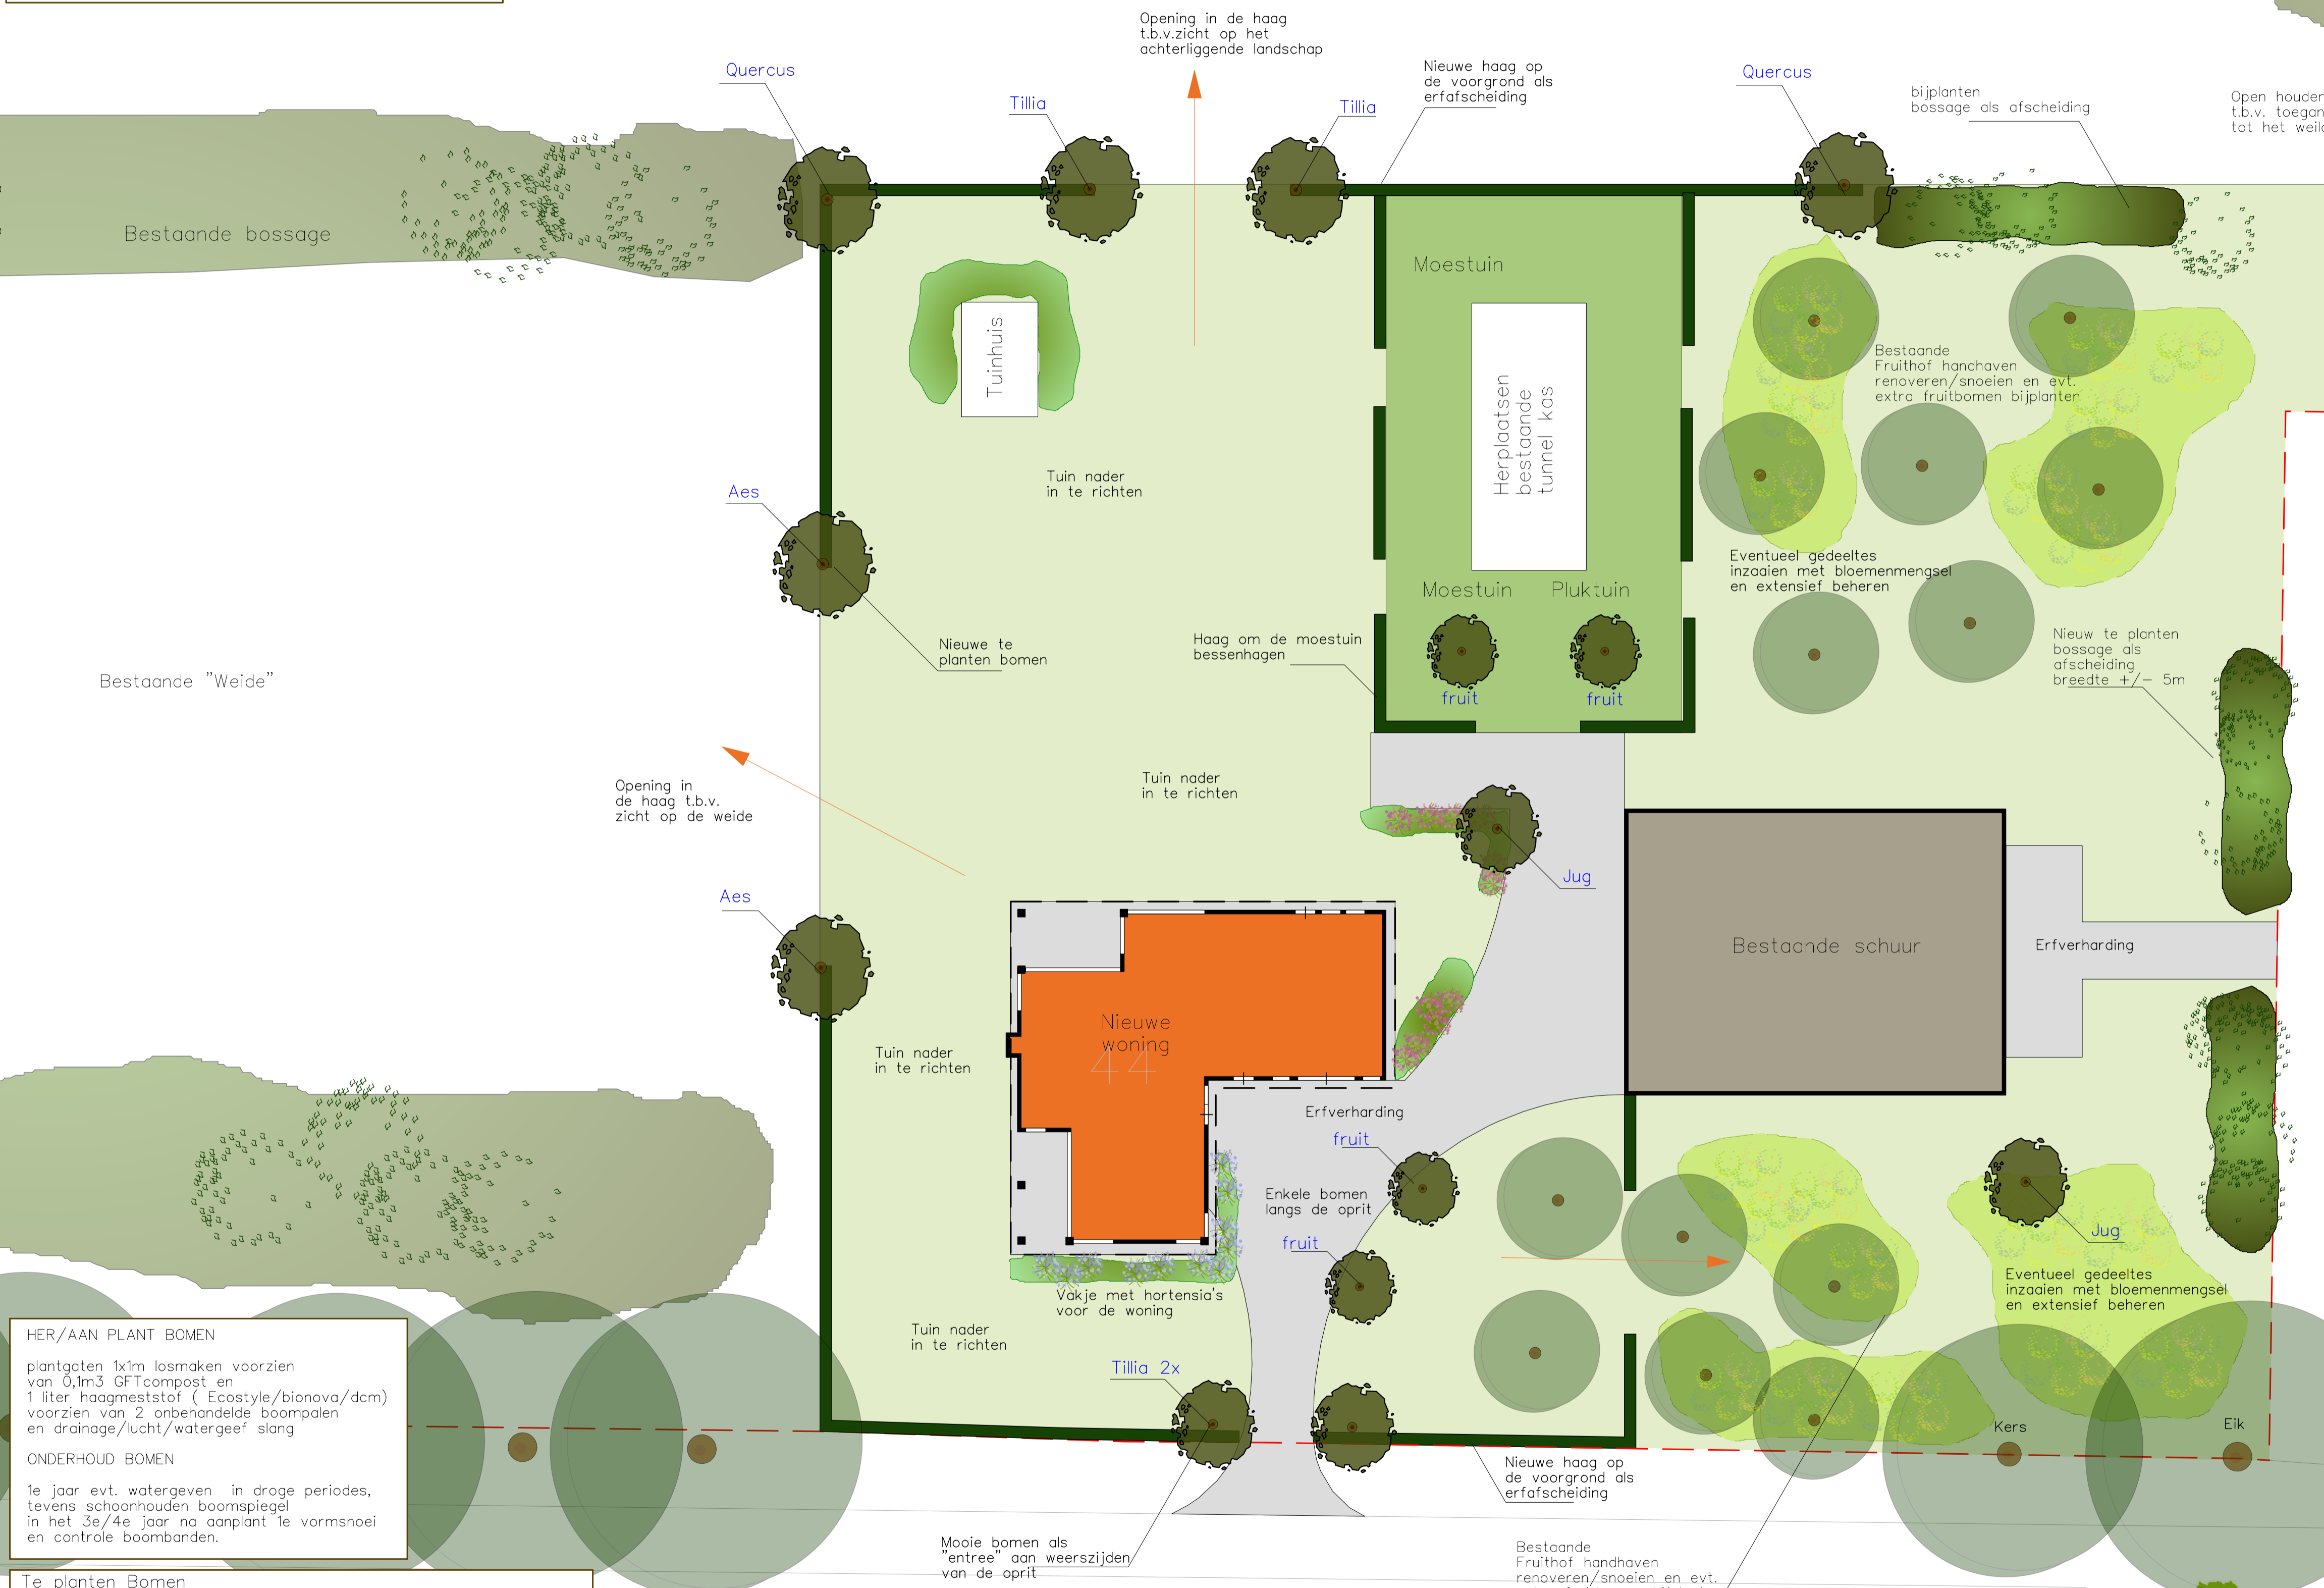 Opening in de haag
t.b.v.zicht op het
achterliggende landschap
Quercus
Tillia
Tillia
Nieuwe haag op
de voorgrond als
erfafscheiding
Quercus
bijplanten
bossage als afscheiding
Open houden
t.b.v.
tot het
Bestaande bossage
Moestuin
Tuinhuis
Herplaatsen
bestaande
tunnel kas
Bestaande
Fruithof handhaven
renoveren/snoeien en evt.
extra fruitbomen bijplanten
Tuin nader
in te richten
Aes
Eventueel gedeeltes
inzaaien met bloemenmengsel
en extensief beheren
Moestuin
Pluktuin
Nieuwe te
planten bomen
Haag om de moestuin
bessenhagen
fruit
fruit
Nieuw te planten
bossage als
afscheiding
breedte +/- 5m
Bestaande "Weide"
Opening in
de haag t.b.v.
zicht op de weide
Tuin nader
in te richten
Jug
Aes
Bestaande schuur
Erfverharding
Nieuwe
woning
44
Tuin nader
in te richten
Erfverharding
fruit
Enkele bomen
langs de oprit
fruit
Jug
Eventueel gedeeltes
inzaaien met bloemenmengsel
en extensief beheren
Vakje met hortensia's
voor de woning
Tuin nader
in te richten
Tillia 2x
Kers
Eik
HER/AAN PLANT BOMEN
plantgaten 1x1m losmaken voorzien
van 0,1m3 GFTcompost en
1 liter haagmeststof ( Ecostyle/bionova/dcm)
voorzien van 2 onbehandelde boompalen
en drainage/lucht/watergeef slang
ONDERHOUD BOMEN
1e jaar evt. watergeven in droge periodes,
tevens schoonhouden boomspiegel
in het 3e/4e jaar na aanplant 1e vormsnoei
en controle boombanden.
Nieuwe haag op
de voorgrond als
erfafscheiding
Mooie bomen als
"entree" aan weerszijden
van de oprit
Bestaande
Fruithof handhaven
renoveren/snoeien en evt.
Te planten Bomen